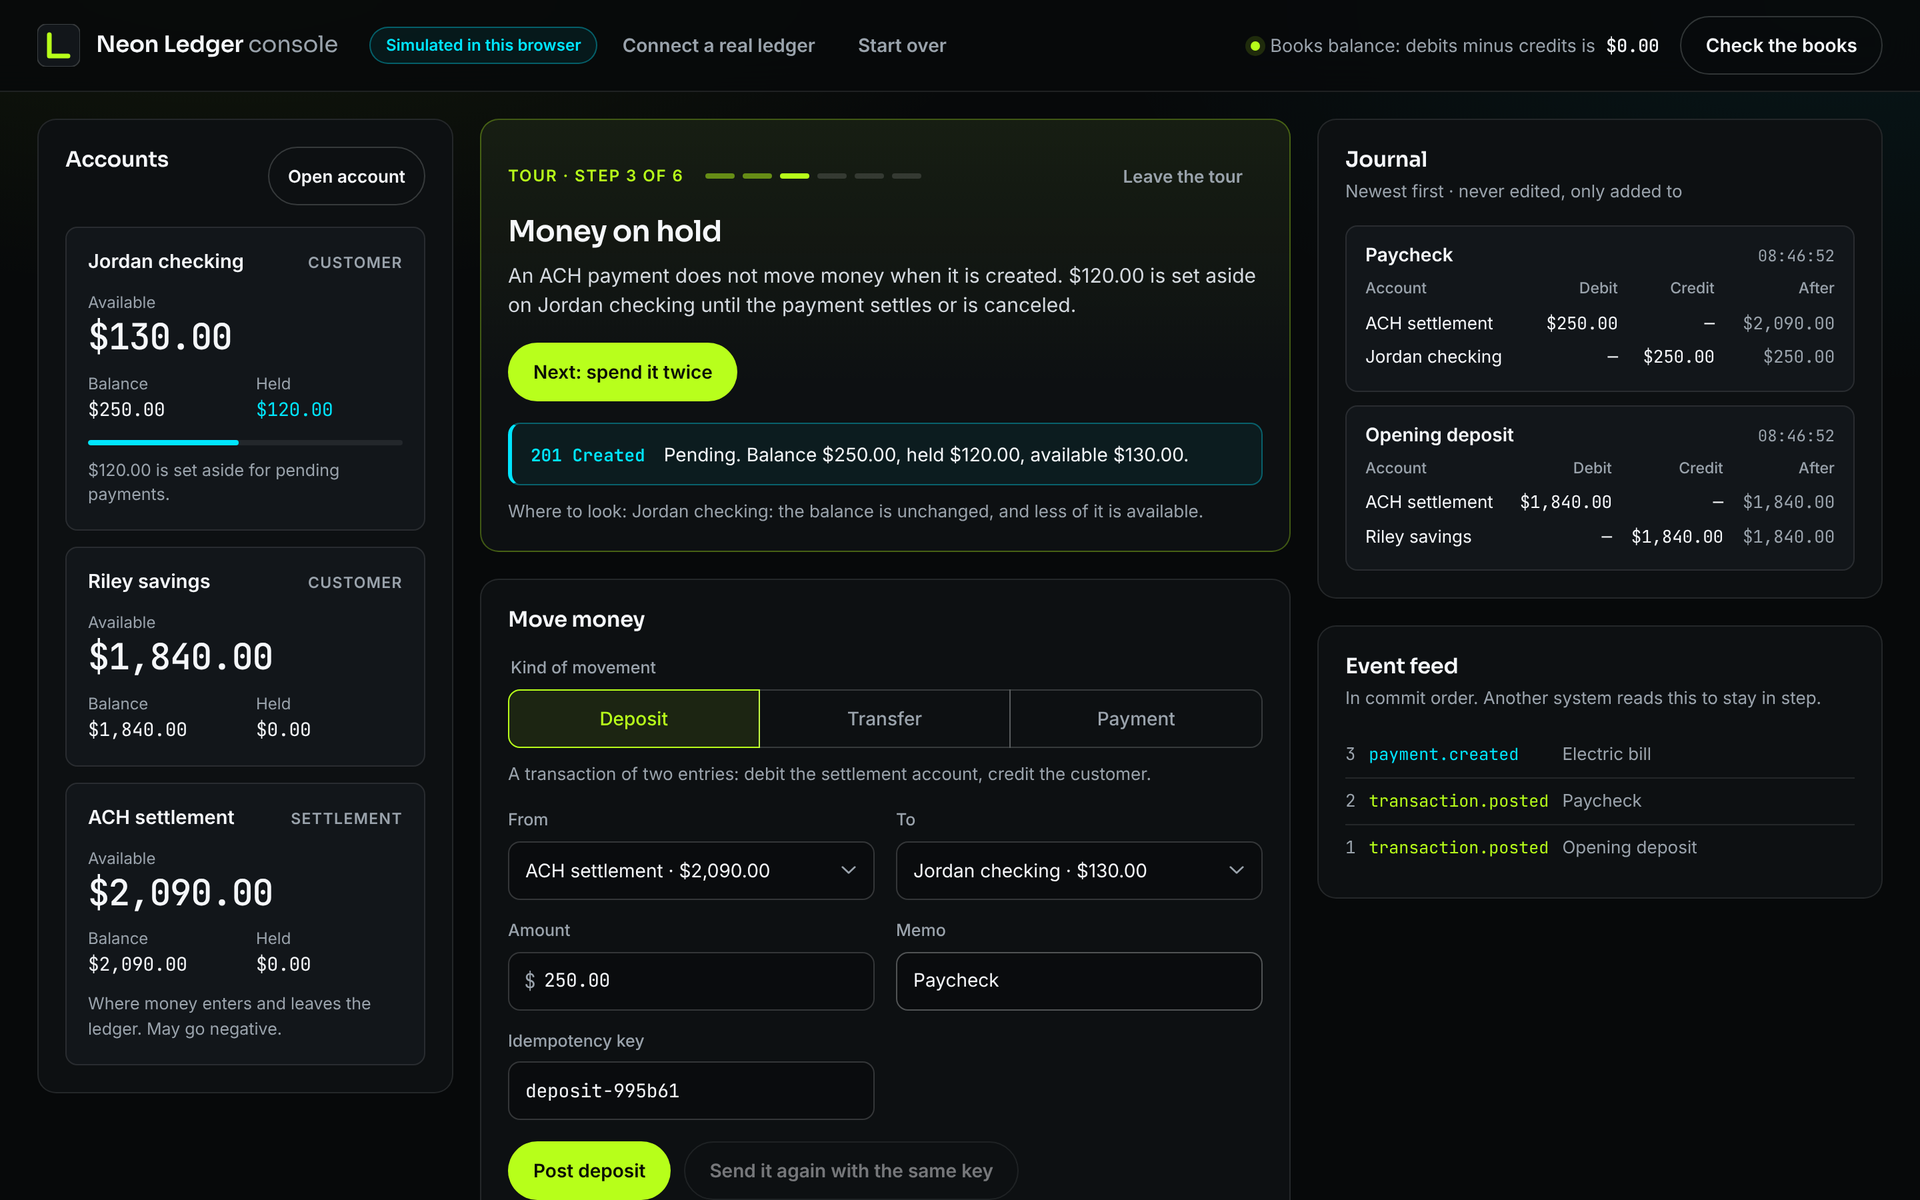 Neon Ledger console
Simulated in this browser
Connect a real ledger
Start over
Books balance: debits minus credits is $0.00
Check the books
Accounts
Open account
Jordan checking CUSTOMER
Available
$130.00
Balance Held
$250.00 $120.00
$120.00 is set aside for pending
payments.
Riley savings CUSTOMER
Available
$1,840.00
Balance Held
$1,840.00 $0.00
ACH settlement SETTLEMENT
Available
$2,090.00
Balance Held
$2,090.00 $0.00
Where money enters and leaves the
ledger. May go negative.
TOUR · STEP 3 OF 6
Leave the tour
Money on hold
An ACH payment does not move money when it is created. $120.00 is set aside
on Jordan checking until the payment settles or is canceled.
Next: spend it twice
201 Created Pending. Balance $250.00, held $120.00, available $130.00.
Where to look: Jordan checking: the balance is unchanged, and less of it is available.
Move money
Kind of movement
Deposit Transfer Payment
A transaction of two entries: debit the settlement account, credit the customer.
From To
ACH settlement · $2,090.00 Jordan checking · $130.00
Amount Memo
$ 250.00 Paycheck
Idempotency key
deposit-995b61
Post deposit Send it again with the same key
Journal
Newest first · never edited, only added to
Paycheck 08:46:52
Account Debit Credit After
ACH settlement $250.00 – $2,090.00
Jordan checking – $250.00 $250.00
Opening deposit 08:46:52
Account Debit Credit After
ACH settlement $1,840.00 – $1,840.00
Riley savings – $1,840.00 $1,840.00
Event feed
In commit order. Another system reads this to stay in step.
3 payment.created Electric bill
2 transaction.posted Paycheck
1 transaction.posted Opening deposit